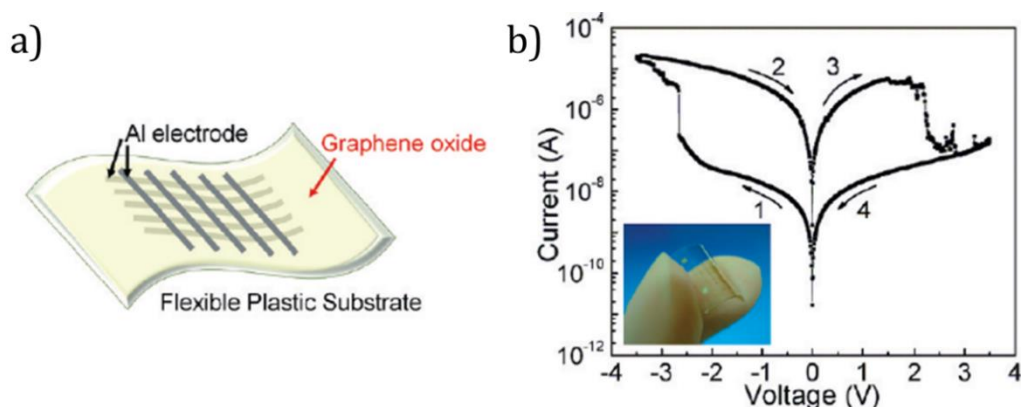 a)
Al electrode
Graphene oxide
Flexible Plastic Substrate
b)
Current (A)
10⁻⁴
10⁻⁶
10⁻⁸
10⁻¹⁰
10⁻¹²
2
3
1
4
-4 -3 -2 -1 0 1 2 3 4
Voltage (V)